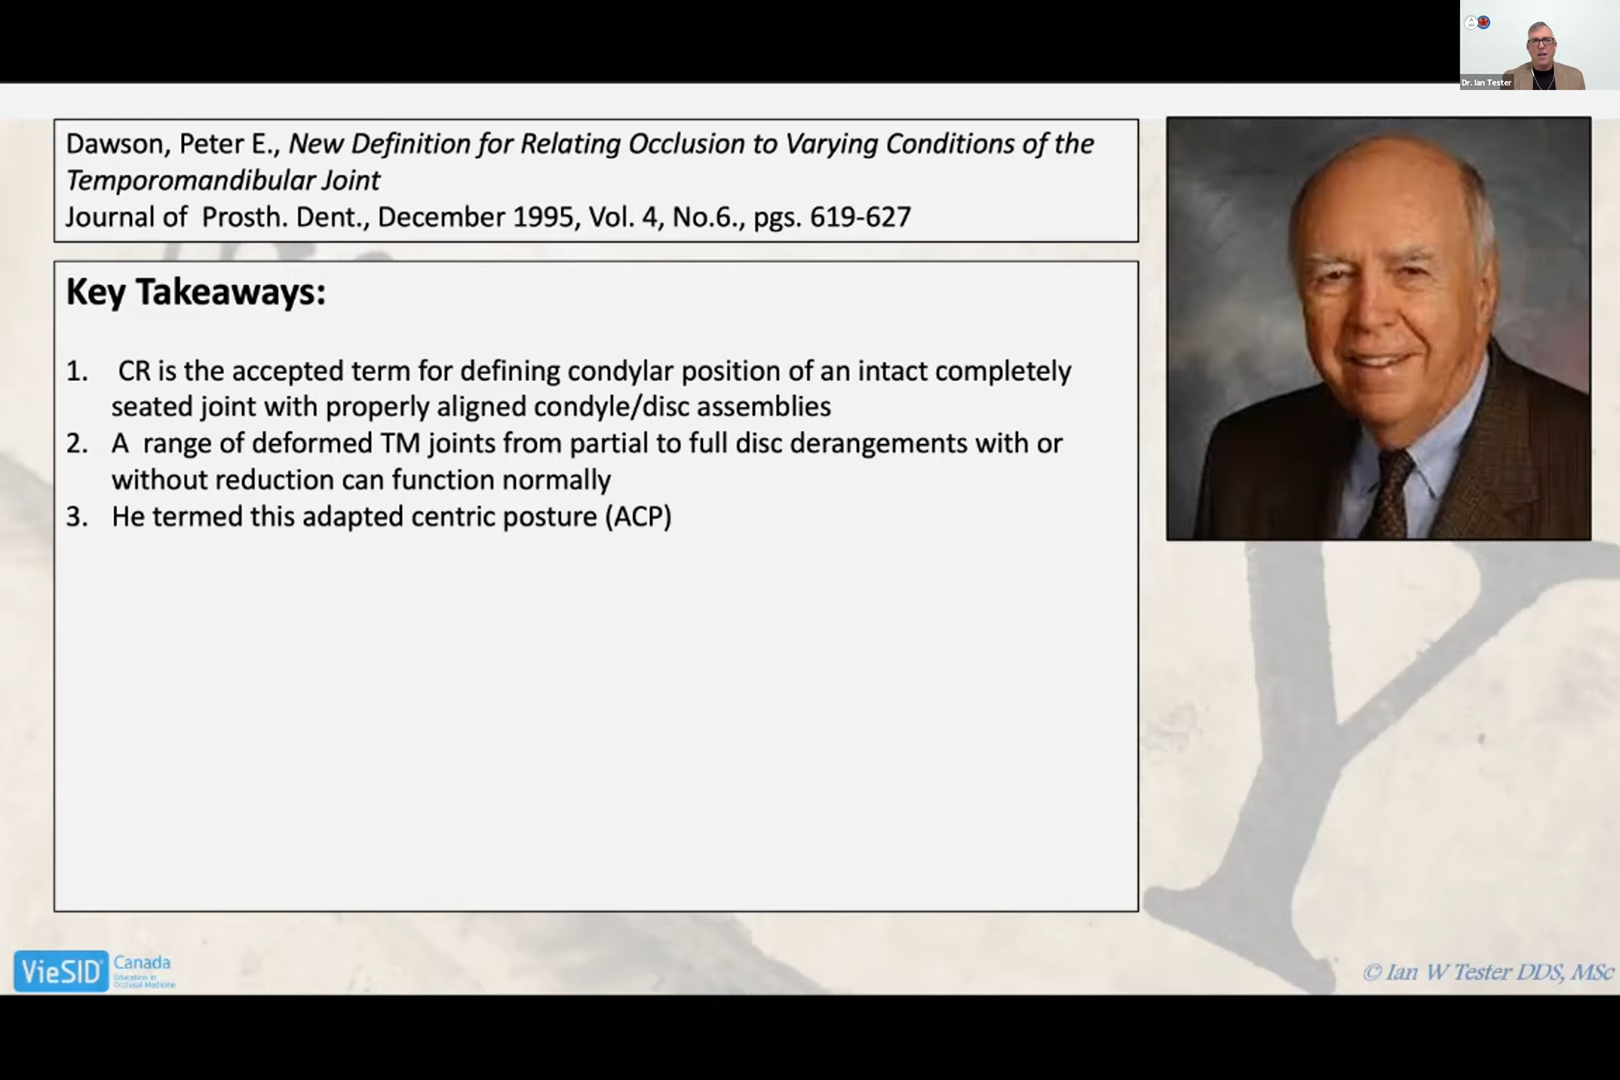 Dr. Ian Tester
Dawson, Peter E., New Definition for Relating Occlusion to Varying Conditions of the
Temporomandibular Joint
Journal of Prosth. Dent., December 1995, Vol. 4, No.6., pgs. 619-627
Key Takeaways:
1. CR is the accepted term for defining condylar position of an intact completely
seated joint with properly aligned condyle/disc assemblies
2. A range of deformed TM joints from partial to full disc derangements with or
without reduction can function normally
3. He termed this adapted centric posture (ACP)
VieSID® Canada
Education in
Occlusal Medicine
© Ian W Tester DDS, MSc